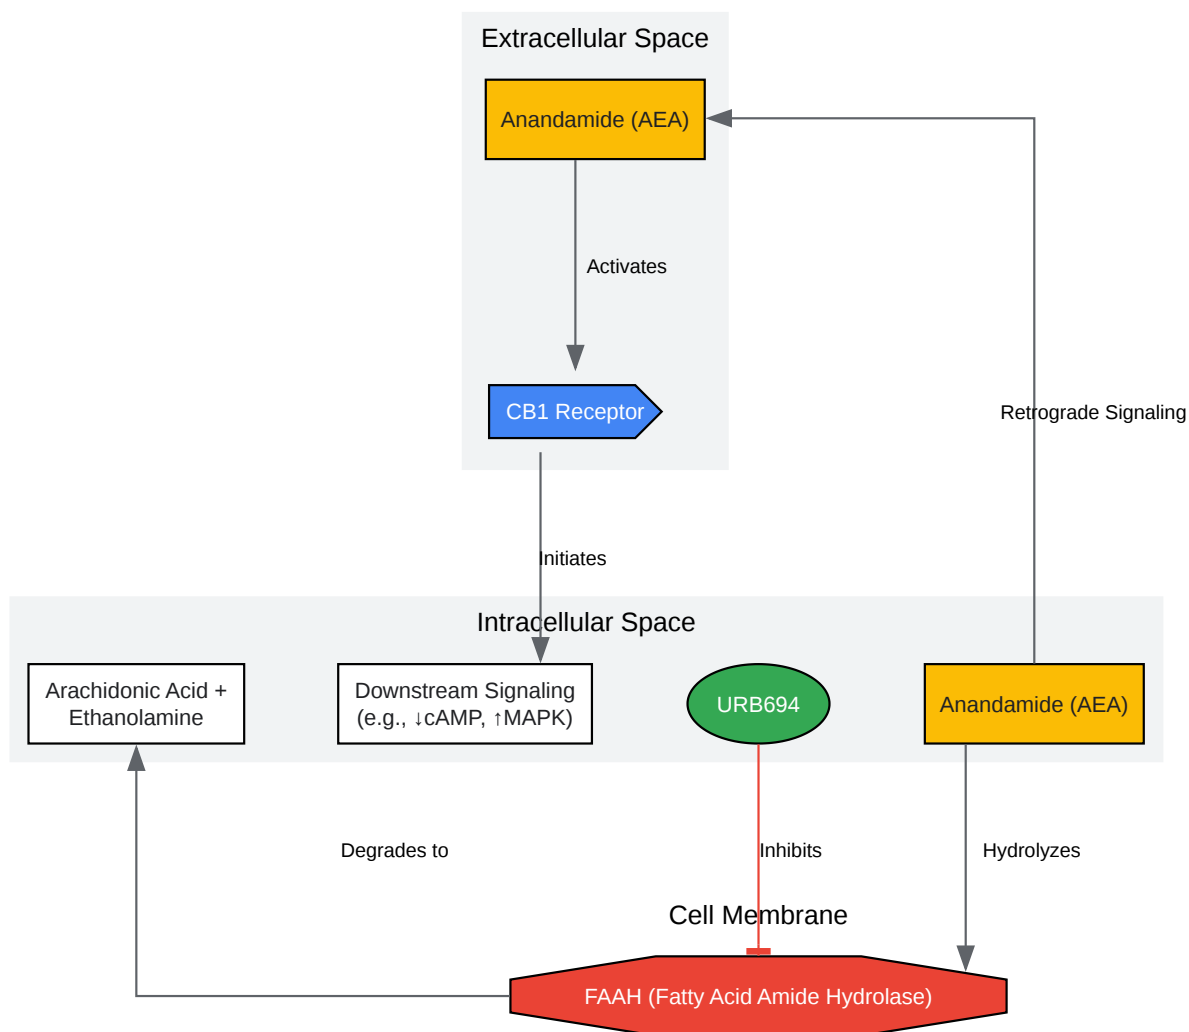 Extracellular Space
Anandamide (AEA)
Activates
CB1 Receptor
Retrograde Signaling
Initiates
Intracellular Space
Arachidonic Acid +
Ethanolamine
Downstream Signaling
(e.g., ↓cAMP, ↑MAPK)
URB694
Anandamide (AEA)
Degrades to
Inhibits
Hydrolyzes
Cell Membrane
FAAH (Fatty Acid Amide Hydrolase)